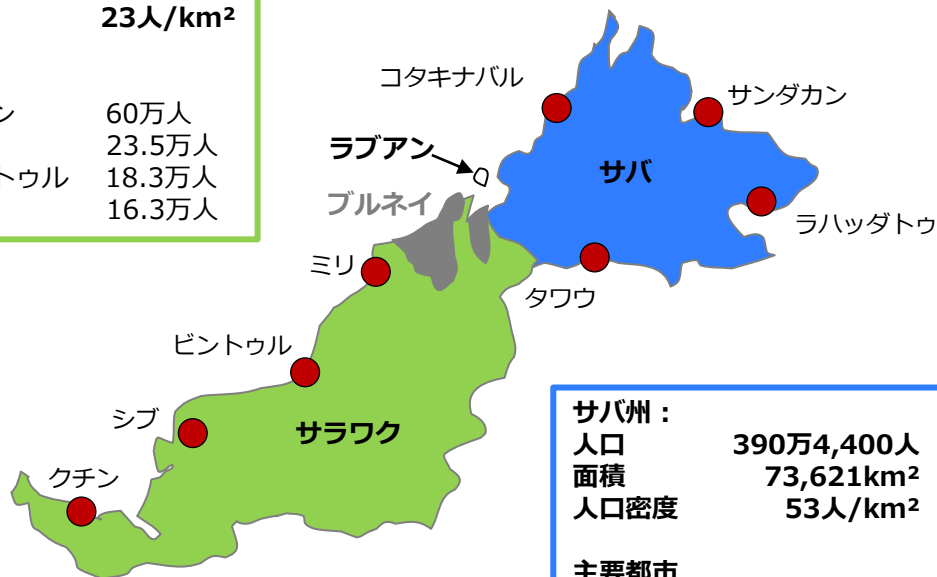 23人/km²
ン 60万人
23.5万人
トゥル 18.3万人
16.3万人
コタキナバル
サンダカン
ラブアン
サバ
ブルネイ
ラハッダトゥ
ミリ
タワウ
ビントゥル
シブ
サラワク
クチン
サバ州：
人口 390万4,400人
面積 73,621km²
人口密度 53人/km²
主要都市